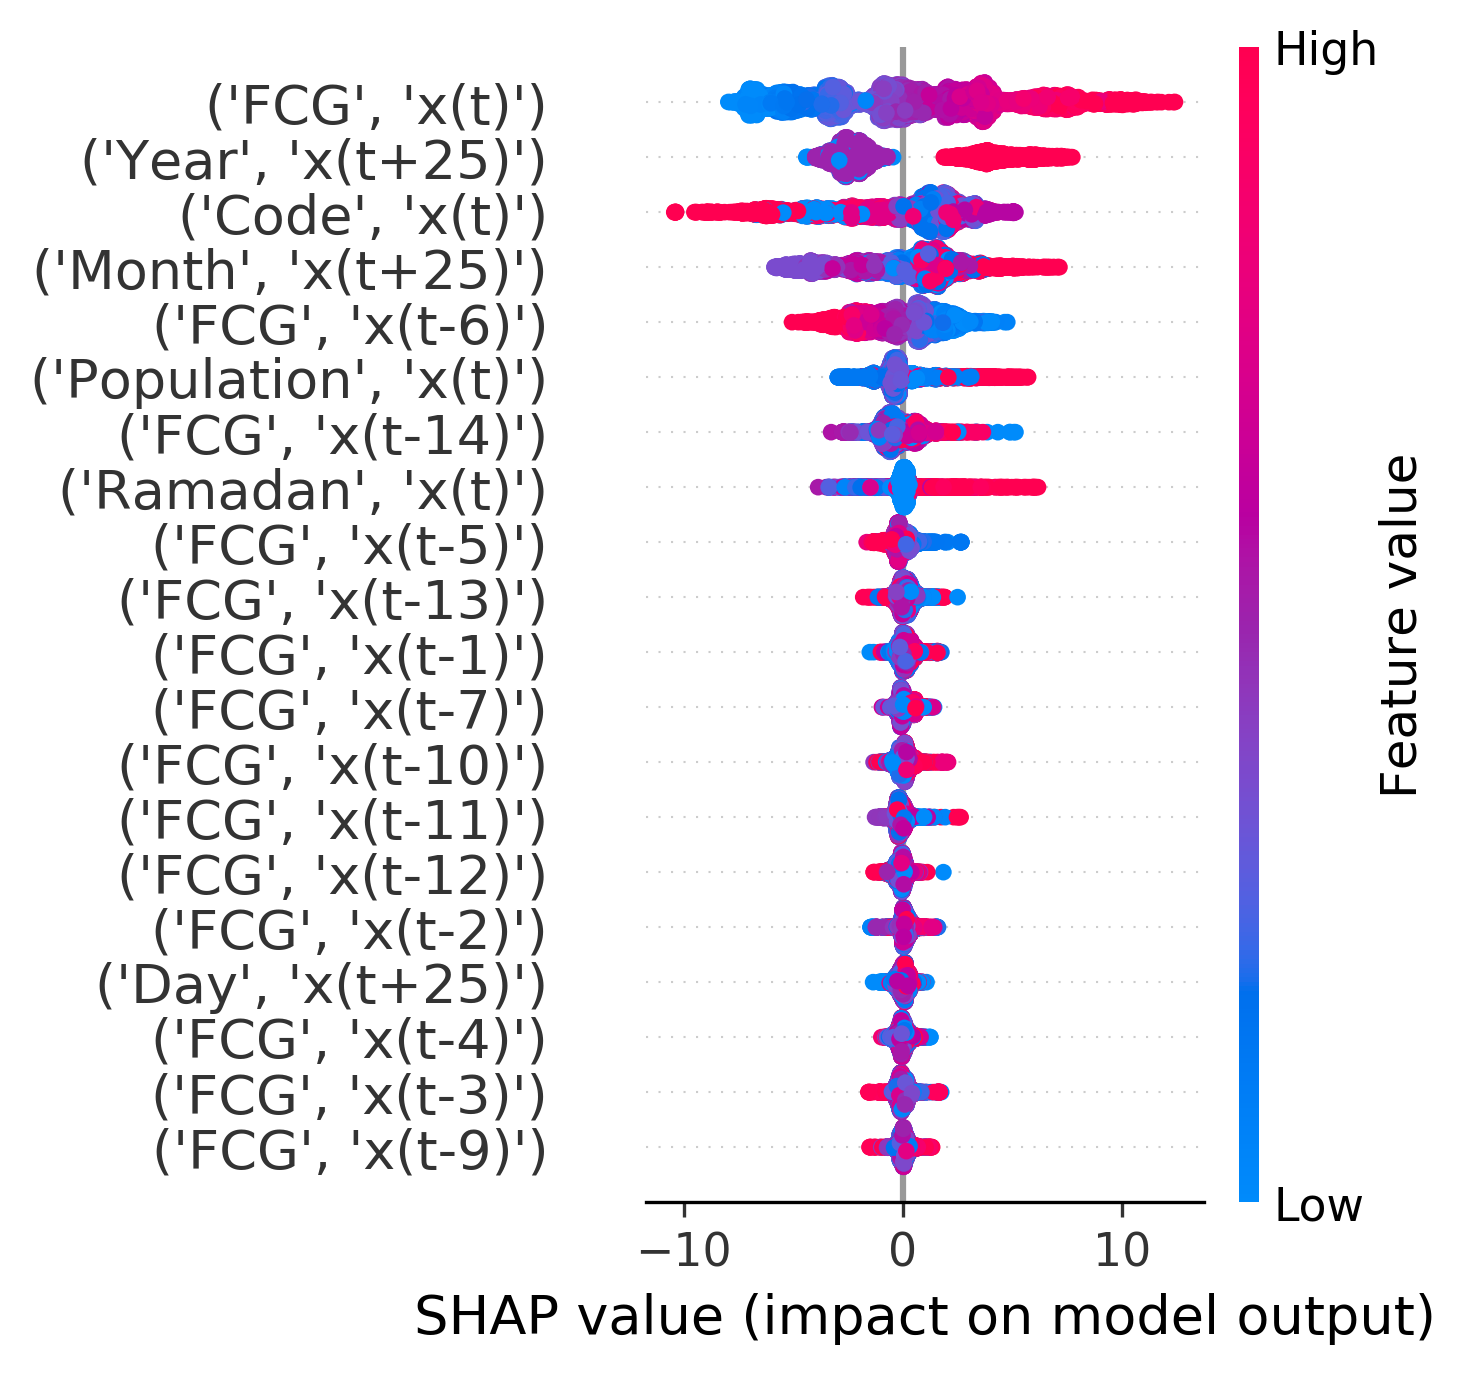 High
('FCG', 'x(t)')
('Year', 'x(t+25)')
('Code', 'x(t)')
('Month', 'x(t+25)')
('FCG', 'x(t-6)')
('Population', 'x(t)')
('FCG', 'x(t-14)')
('Ramadan', 'x(t)')
('FCG', 'x(t-5)')
('FCG', 'x(t-13)')
('FCG', 'x(t-1)')
('FCG', 'x(t-7)')
('FCG', 'x(t-10)')
('FCG', 'x(t-11)')
('FCG', 'x(t-12)')
('FCG', 'x(t-2)')
('Day', 'x(t+25)')
('FCG', 'x(t-4)')
('FCG', 'x(t-3)')
('FCG', 'x(t-9)')
Feature value
Low
−10 0 10
SHAP value (impact on model output)